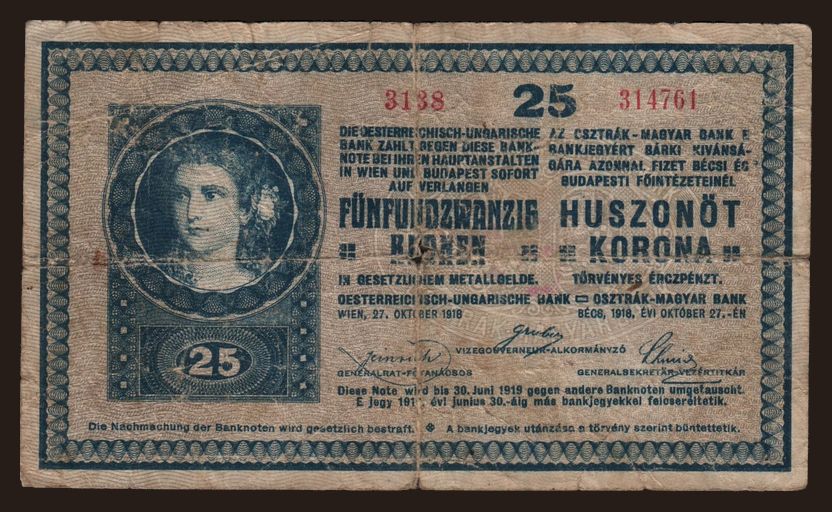 3138 25 314761
DIE OESTERREICHISCH-UNGARISCHE
BANK ZAHLT GEGEN DIESE BANK-
NOTE BEI IHREN HAUPTANSTALTEN
IN WIEN UND BUDAPEST SOFORT
AUF VERLANGEN
FÜNFUNDZWANZIG
KRONEN
IN GESETZLICHEM METALLGELDE.
OESTERREICHISCH-UNGARISCHE BANK
WIEN, 27. OKTOBER 1918
AZ OSZTRÁK-MAGYAR BANK E
BANKJEGYÉRT BÁRKI KIVÁNSÁ-
GÁRA AZONNAL FIZET BÉCSI ÉS
BUDAPESTI FŐINTÉZETEINÉL
HUSZONÖT
KORONA
TÖRVÉNYES ÉRCZPÉNZT.
OSZTRÁK-MAGYAR BANK
BÉCS, 1918. ÉVI OKTÓBER 27.-ÉN
25
Gruber
VIZEGOUVERNEUR-ALKORMÁNYZÓ
GENERALRAT-FŐTANÁCSOS
GENERALSEKRETÄR-VEZÉRTITKÁR
Diese Note wird bis 30. Juni 1919 gegen andere Banknoten umgetauscht.
E jegy 1919. évi junius 30.-áig más bankjegyekkel felcseréltetik.
Die Nachmachung der Banknoten wird gesetzlich bestraft. ✽ A bankjegyek utánzása a törvény szerint büntettetik.